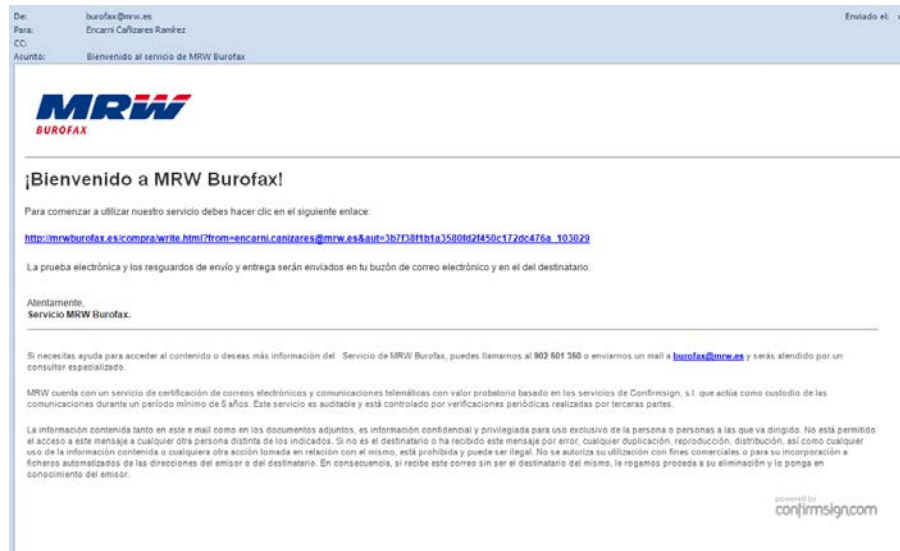 De: burofax@mrw.es Enviado el:
Para: Encarni Cañizares Ramírez
CC:
Asunto: Bienvenido al servicio de MRW Burofax
MRW
BUROFAX
¡Bienvenido a MRW Burofax!
Para comenzar a utilizar nuestro servicio debes hacer clic en el siguiente enlace:
http://mrwburofax.es/compra/write.html?from=encarni.canizares@mrw.es&aut=3b7f38f1b1a3580fd2f450c172dc476a_103029
La prueba electrónica y los resguardos de envío y entrega serán enviados en tu buzón de correo electrónico y en el del destinatario.
Atentamente,
Servicio MRW Burofax.
Si necesitas ayuda para acceder al contenido o deseas más información del Servicio de MRW Burofax, puedes llamarnos al 902 501 350 o enviarnos un mail a burofax@mrw.es y serás atendido por un
consultor especializado.
MRW cuenta con un servicio de certificación de correos electrónicos y comunicaciones telemáticas con valor probatorio basado en los servicios de Confirmsign, s.l. que actúa como custodio de las
comunicaciones durante un período mínimo de 5 años. Este servicio es auditable y está controlado por verificaciones periódicas realizadas por terceras partes.
La información contenida tanto en este e mail como en los documentos adjuntos, es información confidencial y privilegiada para uso exclusivo de la persona o personas a las que va dirigido. No está permitido
el acceso a este mensaje a cualquier otra persona distinta de los indicados. Si no es el destinatario o ha recibido este mensaje por error, cualquier duplicación, reproducción, distribución, así como cualquier
uso de la información contenida o cualquiera otra acción tomada en relación con el mismo, está prohibida y puede ser ilegal. No se autoriza su utilización con fines comerciales o para su incorporación a
ficheros automatizados de las direcciones del emisor o del destinatario. En consecuencia, si recibe este correo sin ser el destinatario del mismo, le rogamos proceda a su eliminación y lo ponga en
conocimiento del emisor.
powered by
confirmsign.com